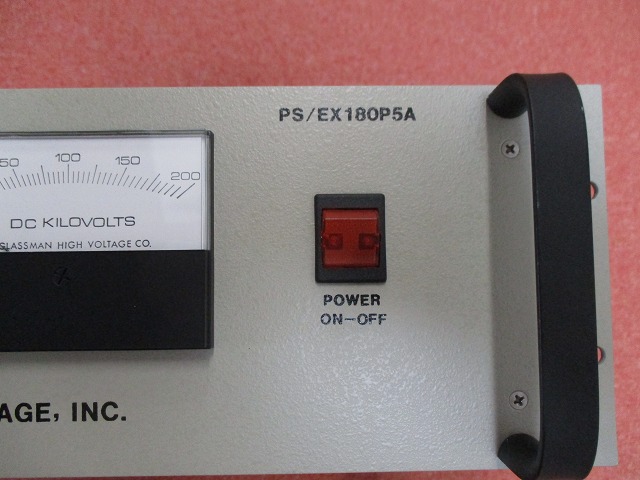 PS/EX180P5A
50 100 150 200
DC KILOVOLTS
GLASSMAN HIGH VOLTAGE CO.
POWER
ON-OFF
AGE, INC.